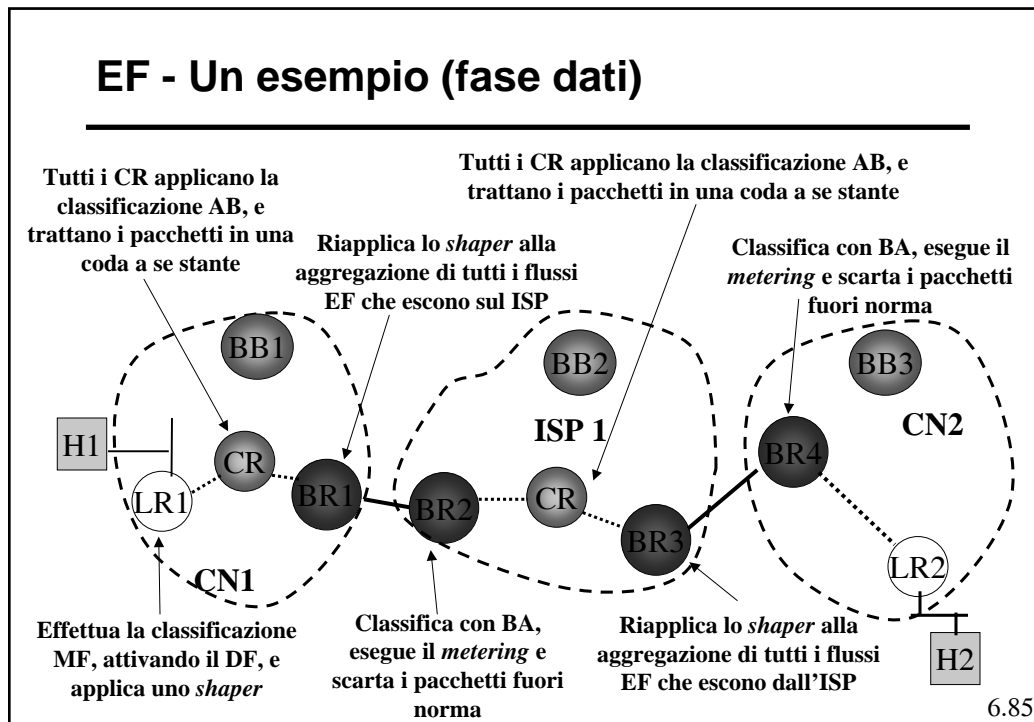 EF - Un esempio (fase dati)
Tutti i CR applicano la
classificazione AB, e
trattano i pacchetti in una
coda a se stante
Riapplica lo shaper alla
aggregazione di tutti i flussi
EF che escono sul ISP
Tutti i CR applicano la classificazione AB, e
trattano i pacchetti in una coda a se stante
Classifica con BA, esegue il
metering e scarta i pacchetti
fuori norma
BB1
BB2
BB3
H1
CR
LR1
BR1
CN1
ISP 1
BR2
CR
BR3
CN2
BR4
LR2
H2
Effettua la classificazione
MF, attivando il DF, e
applica uno shaper
Classifica con BA,
esegue il metering e
scarta i pacchetti fuori
norma
Riapplica lo shaper alla
aggregazione di tutti i flussi
EF che escono dall'ISP
6.85